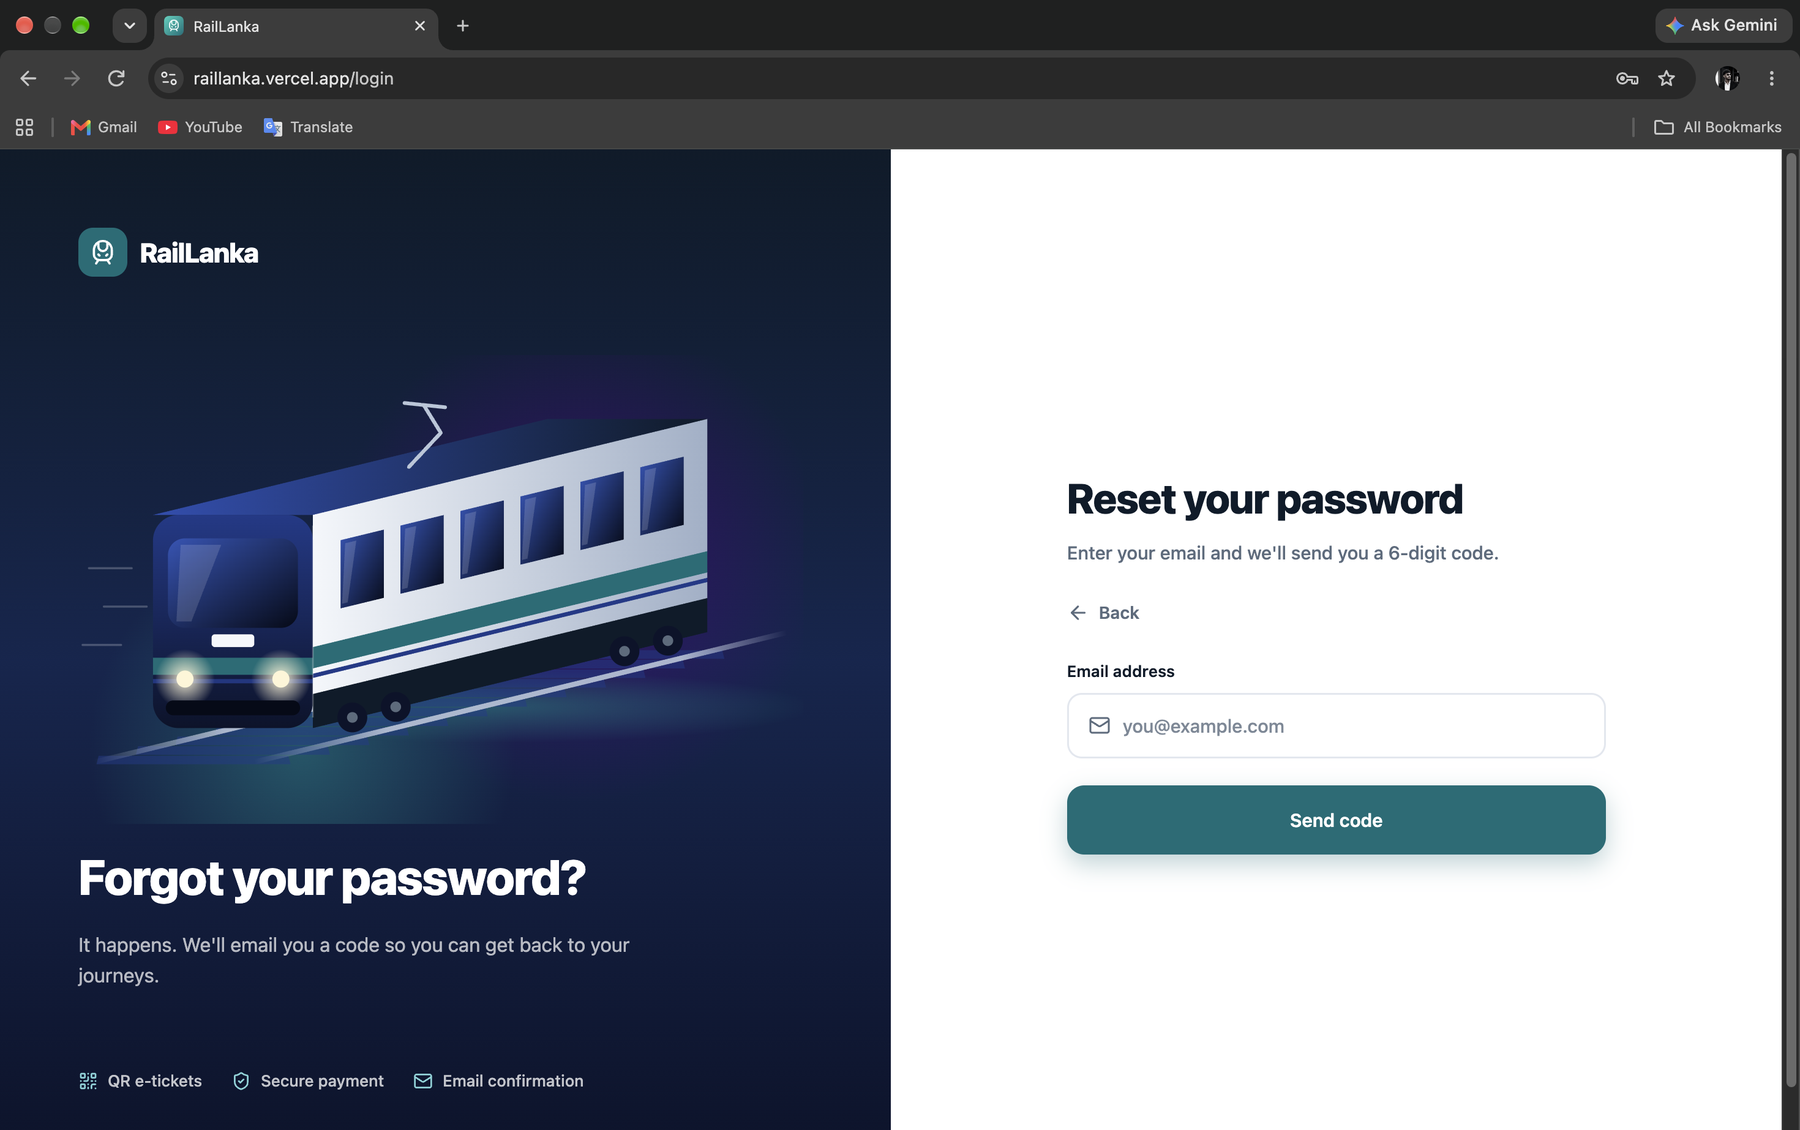 RailLanka
Ask Gemini
raillanka.vercel.app/login
Gmail
YouTube
Translate
All Bookmarks
RailLanka
Forgot your password?
It happens. We'll email you a code so you can get back to your
journeys.
QR e-tickets
Secure payment
Email confirmation
Reset your password
Enter your email and we'll send you a 6-digit code.
Back
Email address
you@example.com
Send code